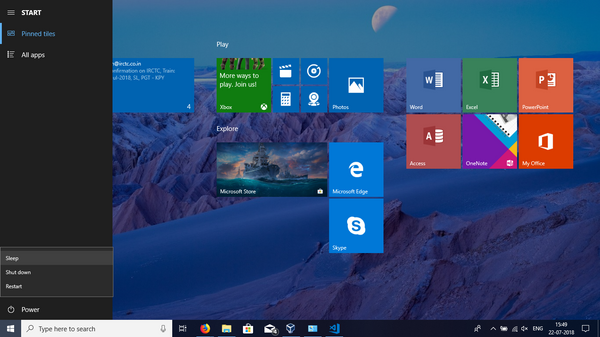 START
Pinned tiles
All apps
@irctc.co.in
nfirmation on IRCTC, Train:
ul-2018, SL, PGT - KPY
4
Play
More ways to
play. Join us!
Xbox
Photos
Explore
Microsoft Store
Microsoft Edge
Skype
Word
Excel
PowerPoint
Access
OneNote
My Office
Sleep
Shut down
Restart
Power
Type here to search
ENG
15:49
22-07-2018